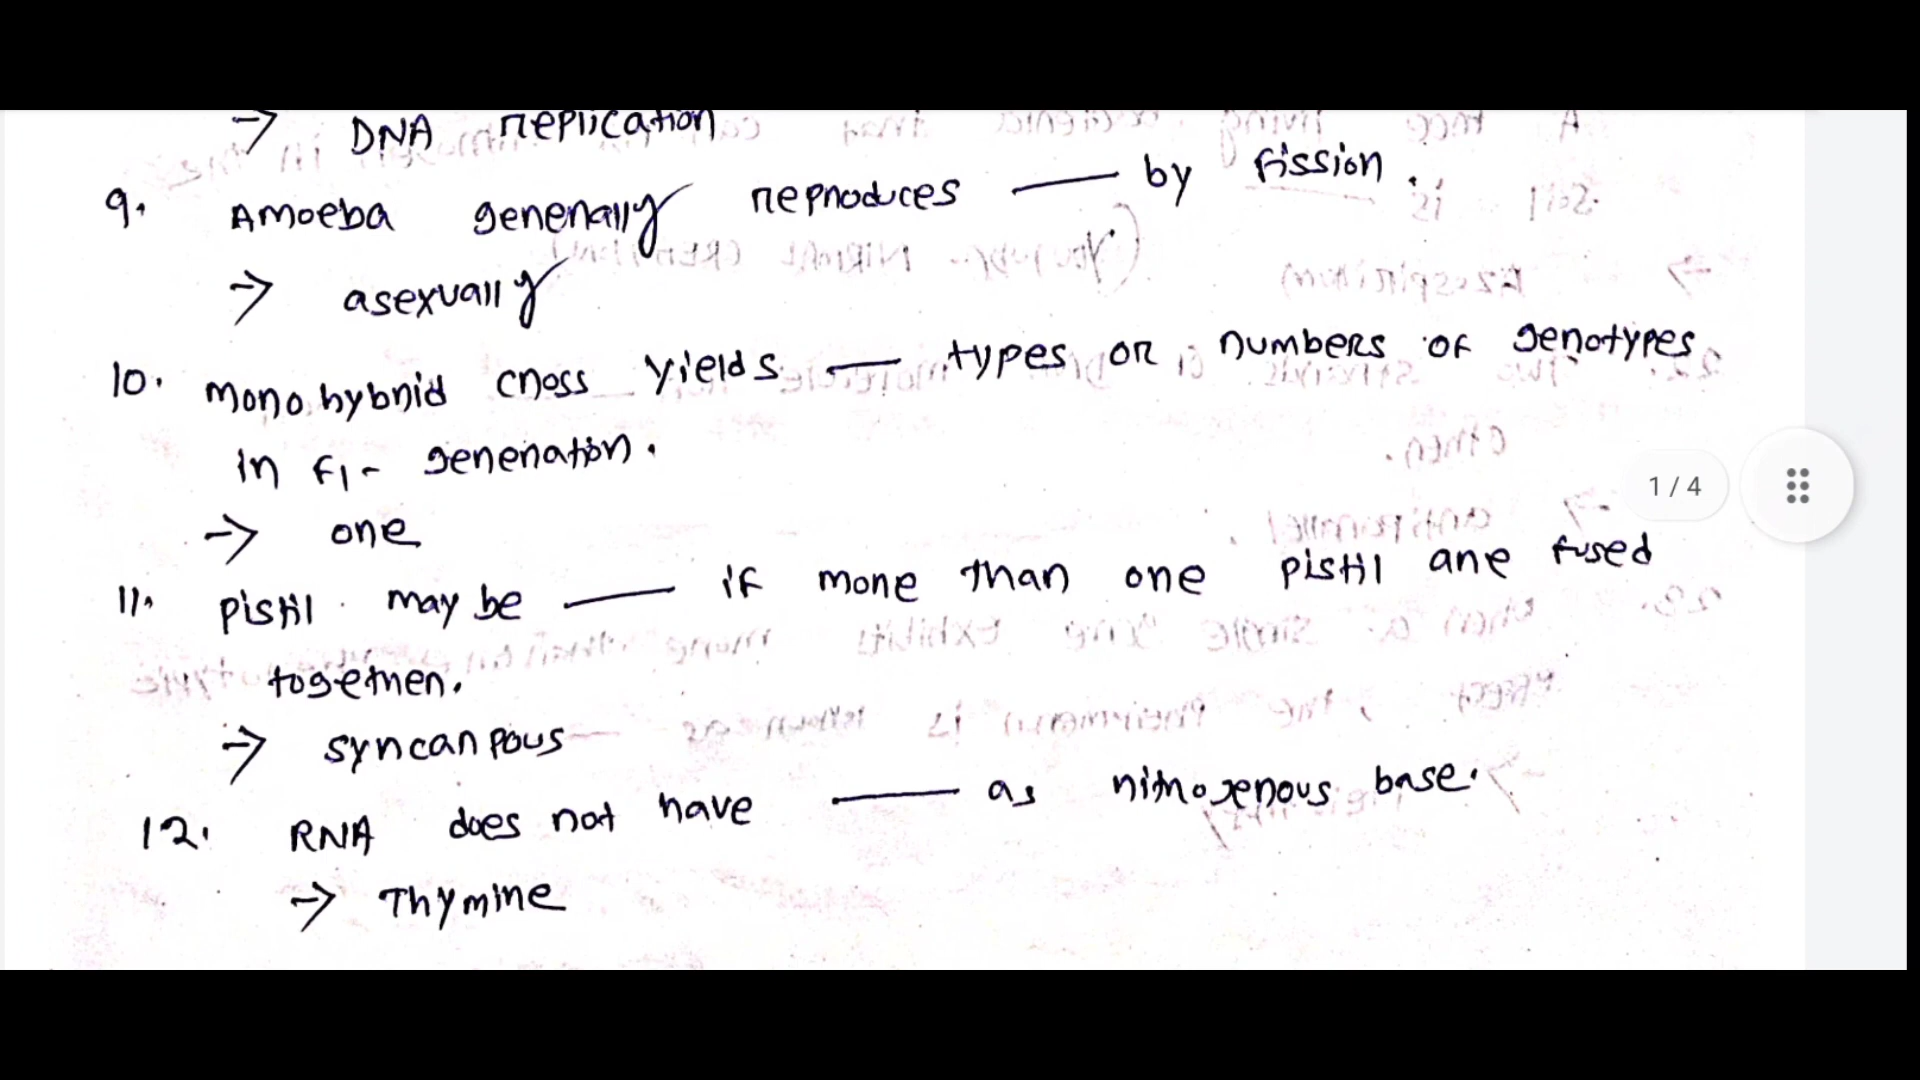 → DNA replication
9. Amoeba generally reproduces — by fission.
→ asexually
10. Mono hybrid cross yields — types or numbers of genotypes
in F1- generation.
→ one
11. Pistil may be — if more than one pistil are fused
together.
→ syncarpous
12. RNA does not have — as nitrogenous base.
→ Thymine
1 / 4